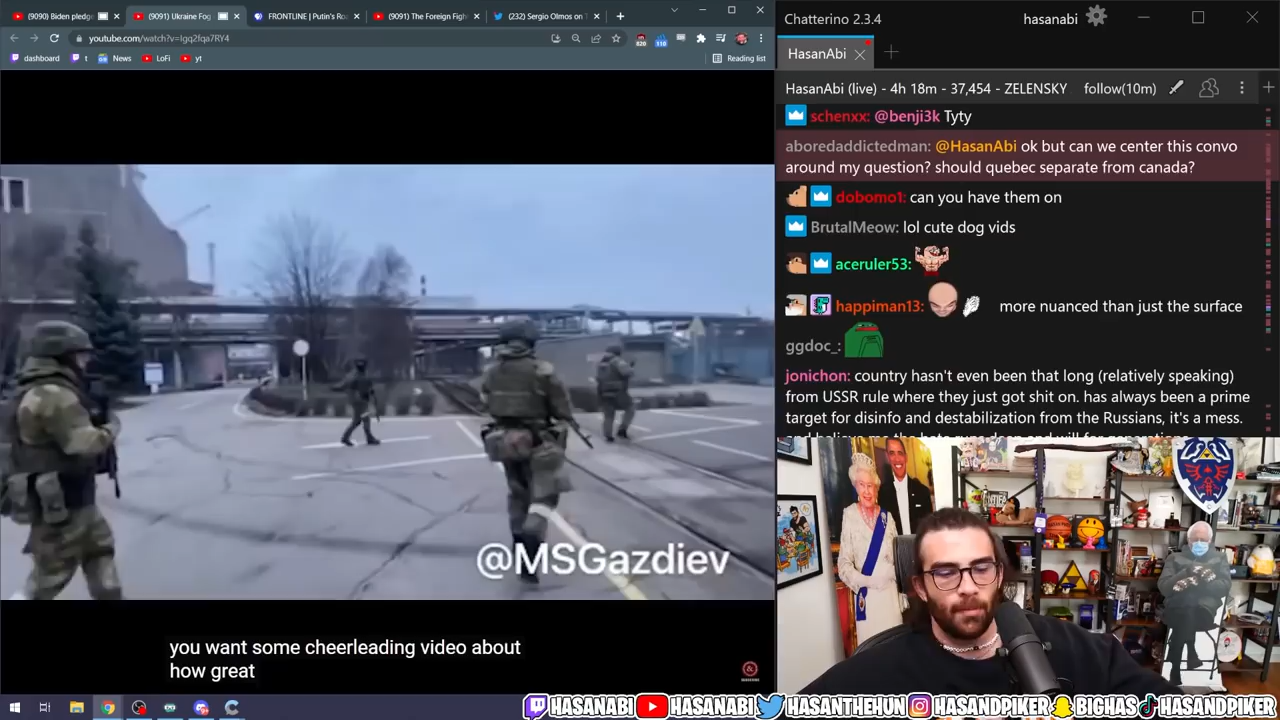 (9090) Biden pledge
(9091) Ukraine Fog
FRONTLINE | Putin's Ro
(9091) The Foreign Figh
(232) Sergio Olmos on T
youtube.com/watch?v=Igq2fqa7RY4
dashboard
t
News
LoFi
yt
Reading list
@MSGazdiev
you want some cheerleading video about
how great
Chatterino 2.3.4
hasanabi
HasanAbi
HasanAbi (live) - 4h 18m - 37,454 - ZELENSKY
follow(10m)
schenxx: @benji3k Tyty
aboredaddictedman: @HasanAbi ok but can we center this convo
around my question? should quebec separate from canada?
dobomo1: can you have them on
BrutalMeow: lol cute dog vids
aceruler53:
happiman13: more nuanced than just the surface
ggdoc_:
jonichon: country hasn't even been that long (relatively speaking)
from USSR rule where they just got shit on. has always been a prime
target for disinfo and destabilization from the Russians, it's a mess.
HASANABI HASANABI HASANTHEHUN HASANDPIKER BIGHAS HASANDPIKER